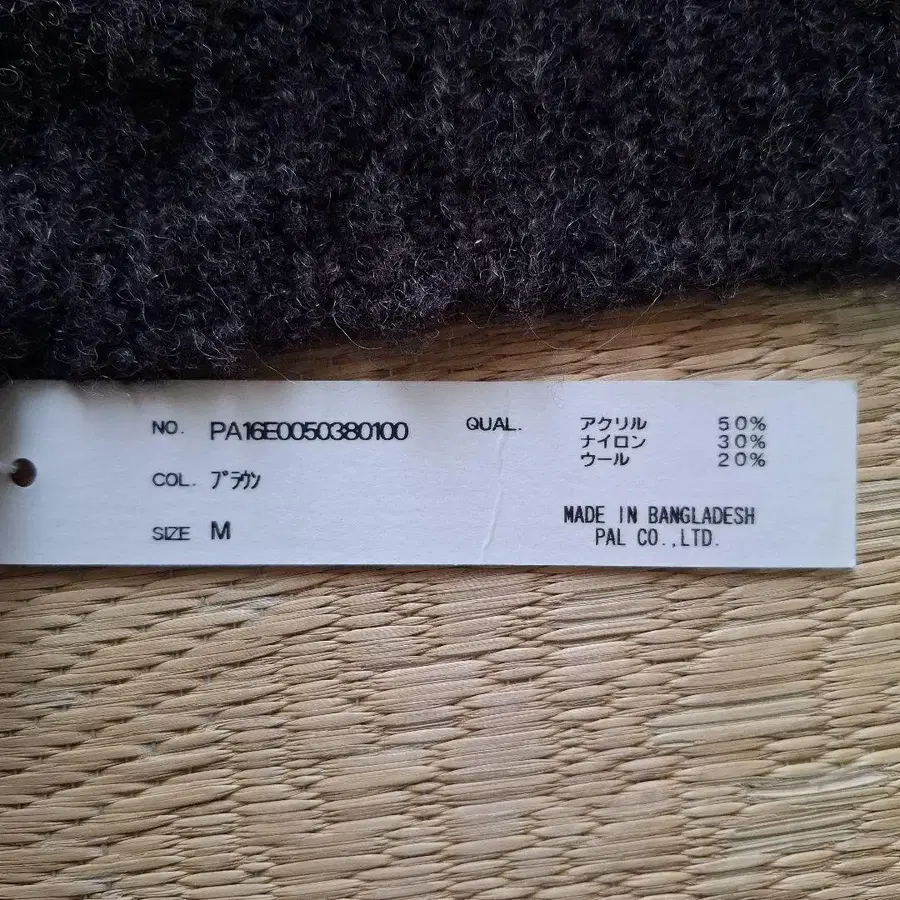 NO. PA16E0050380100
COL. ブラウン
SIZE M
QUAL. アクリル 50%
ナイロン 30%
ウール 20%
MADE IN BANGLADESH
PAL CO.,LTD.